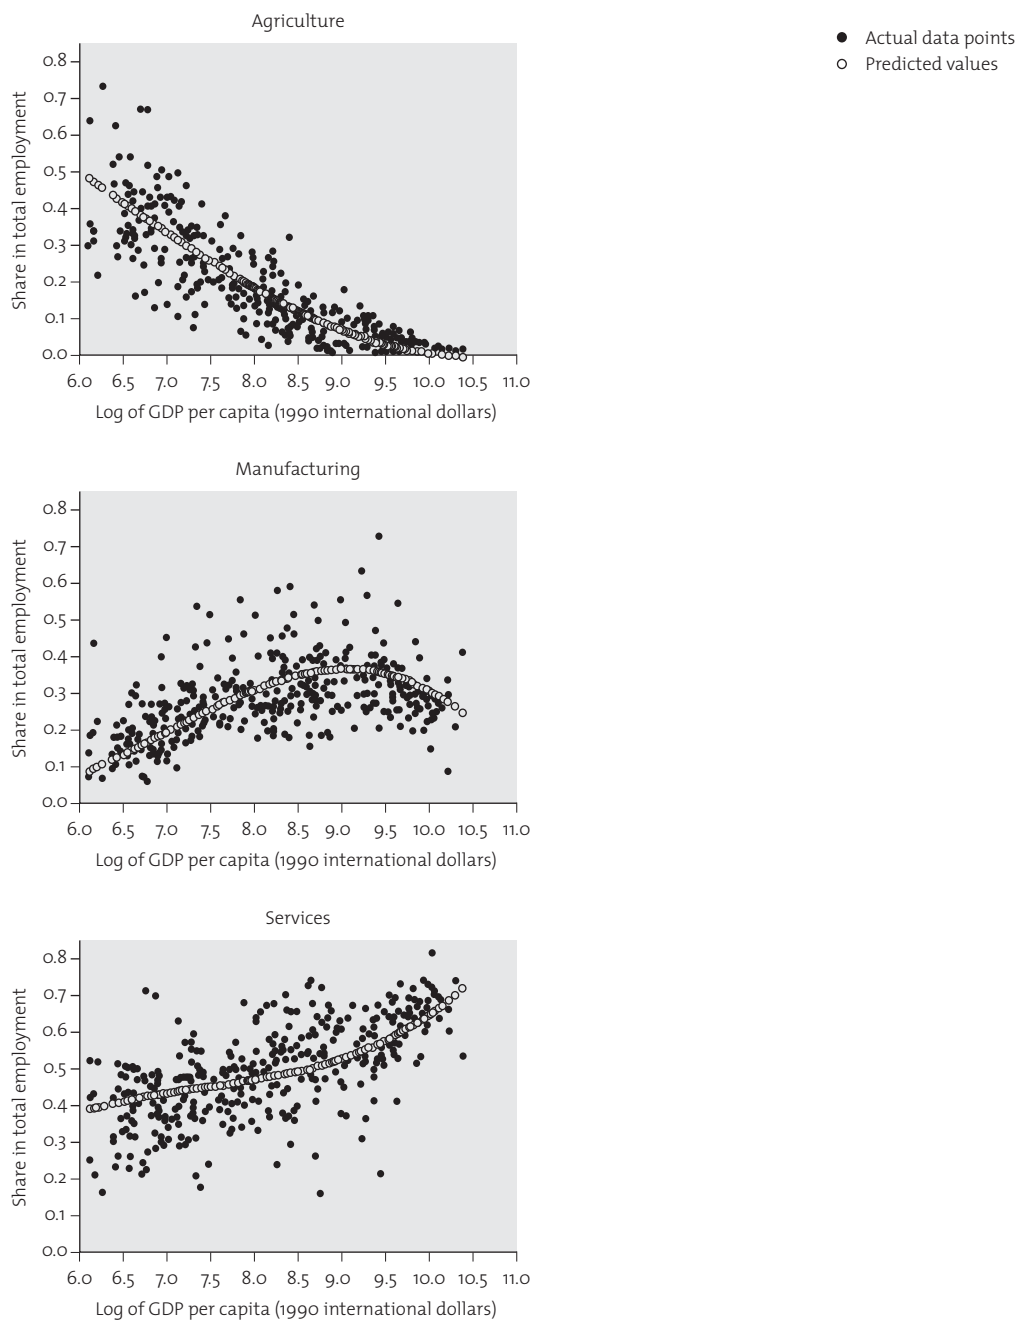 Agriculture
Actual data points
Predicted values
Share in total employment
0.8
0.7
0.6
0.5
0.4
0.3
0.2
0.1
0.0
6.0 6.5 7.0 7.5 8.0 8.5 9.0 9.5 10.0 10.5 11.0
Log of GDP per capita (1990 international dollars)
Manufacturing
Share in total employment
0.8
0.7
0.6
0.5
0.4
0.3
0.2
0.1
0.0
6.0 6.5 7.0 7.5 8.0 8.5 9.0 9.5 10.0 10.5 11.0
Log of GDP per capita (1990 international dollars)
Services
Share in total employment
0.8
0.7
0.6
0.5
0.4
0.3
0.2
0.1
0.0
6.0 6.5 7.0 7.5 8.0 8.5 9.0 9.5 10.0 10.5 11.0
Log of GDP per capita (1990 international dollars)